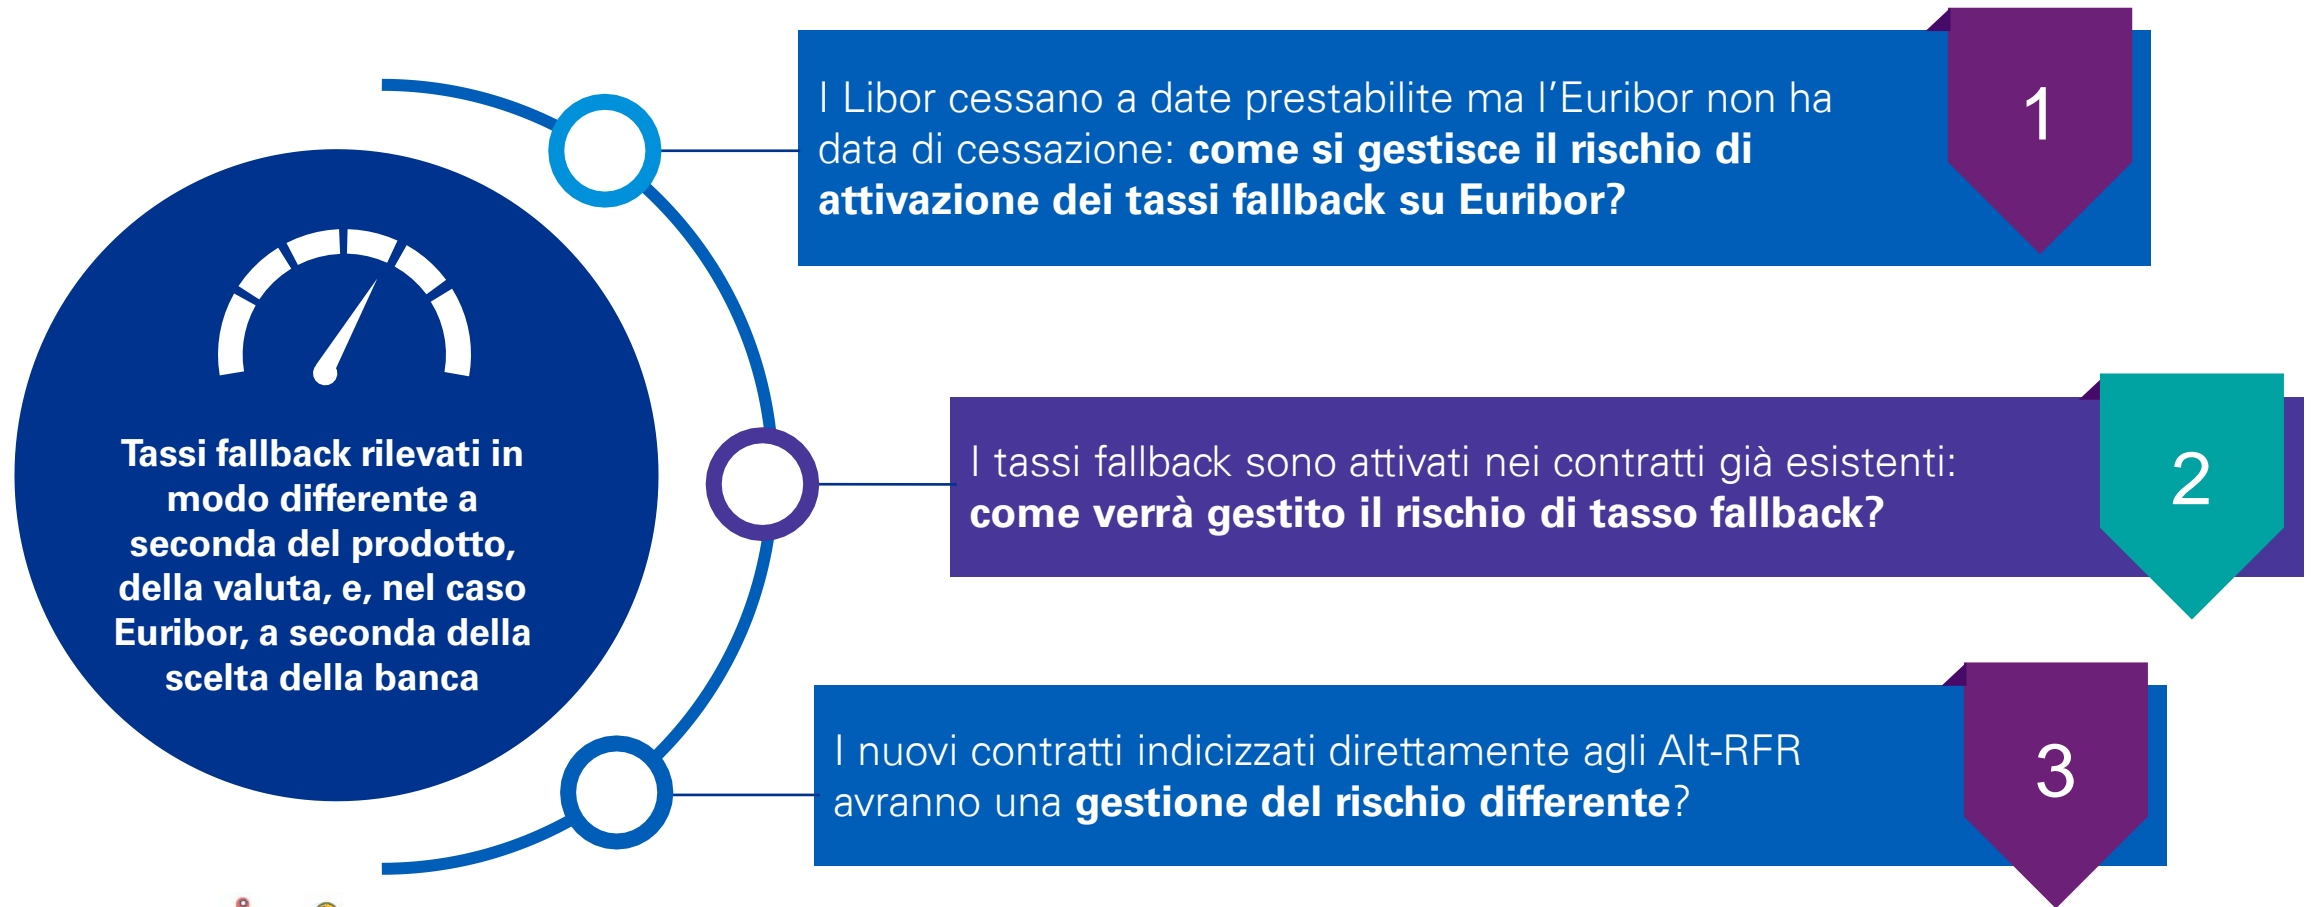 I Libor cessano a date prestabilite ma l’Euribor non ha
data di cessazione: come si gestisce il rischio di
attivazione dei tassi fallback su Euribor?
1
Tassi fallback rilevati in
modo differente a
seconda del prodotto,
della valuta, e, nel caso
Euribor, a seconda della
scelta della banca
I tassi fallback sono attivati nei contratti già esistenti:
come verrà gestito il rischio di tasso fallback?
2
I nuovi contratti indicizzati direttamente agli Alt-RFR
avranno una gestione del rischio differente?
3